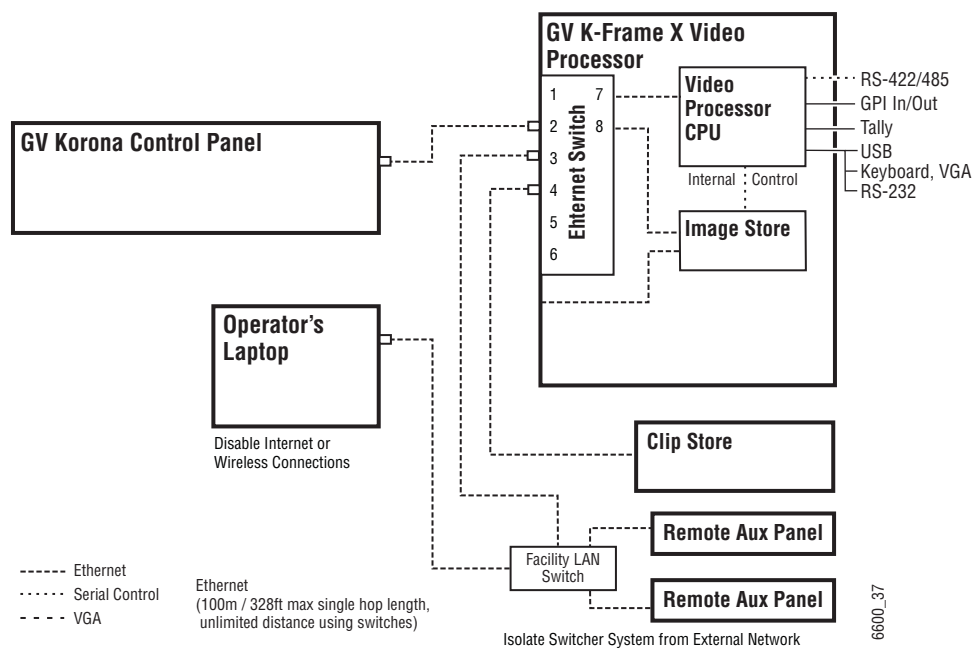 GV K-Frame X Video
Processor
1
2
3
4
5
6
7
8
Ehternet Switch
Video
Processor
CPU
Internal Control
Image Store
RS-422/485
GPI In/Out
Tally
USB
Keyboard, VGA
RS-232
GV Korona Control Panel
Operator's
Laptop
Disable Internet or
Wireless Connections
Clip Store
Remote Aux Panel
Facility LAN
Switch
Remote Aux Panel
Ethernet
Serial Control
VGA
Ethernet
(100m / 328ft max single hop length,
unlimited distance using switches)
Isolate Switcher System from External Network
6600_37